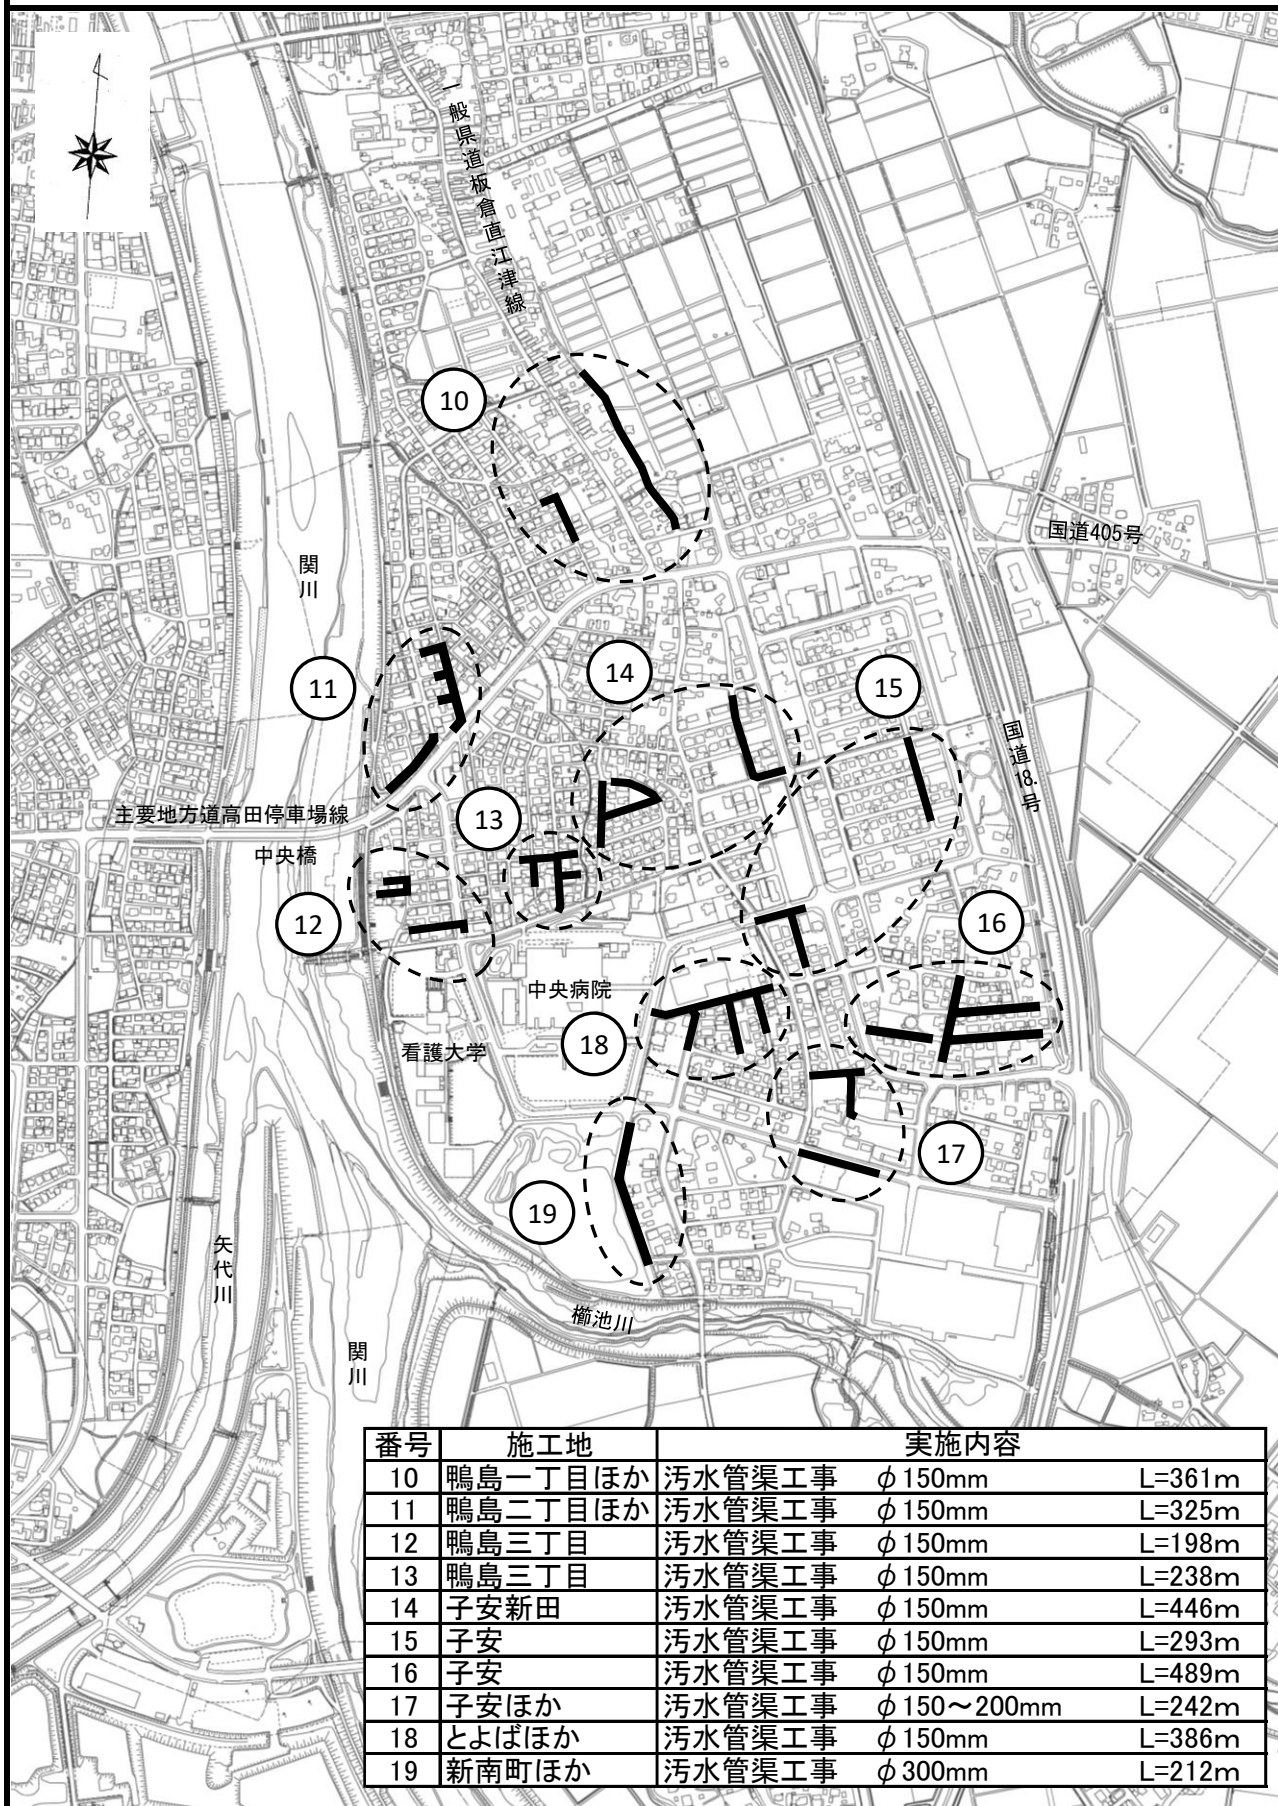 一般県道板倉直江津線
10
国道405号
関川
11
14
15
国道18号
主要地方道高田停車場線
13
中央橋
12
16
中央病院
看護大学
18
17
19
矢代川
櫛池川
関川
番号 施工地 実施内容
10 鴨島一丁目ほか 汚水管渠工事 φ150mm L=361m
11 鴨島二丁目ほか 汚水管渠工事 φ150mm L=325m
12 鴨島三丁目 汚水管渠工事 φ150mm L=198m
13 鴨島三丁目 汚水管渠工事 φ150mm L=238m
14 子安新田 汚水管渠工事 φ150mm L=446m
15 子安 汚水管渠工事 φ150mm L=293m
16 子安 汚水管渠工事 φ150mm L=489m
17 子安ほか 汚水管渠工事 φ150～200mm L=242m
18 とよばほか 汚水管渠工事 φ150mm L=386m
19 新南町ほか 汚水管渠工事 φ300mm L=212m